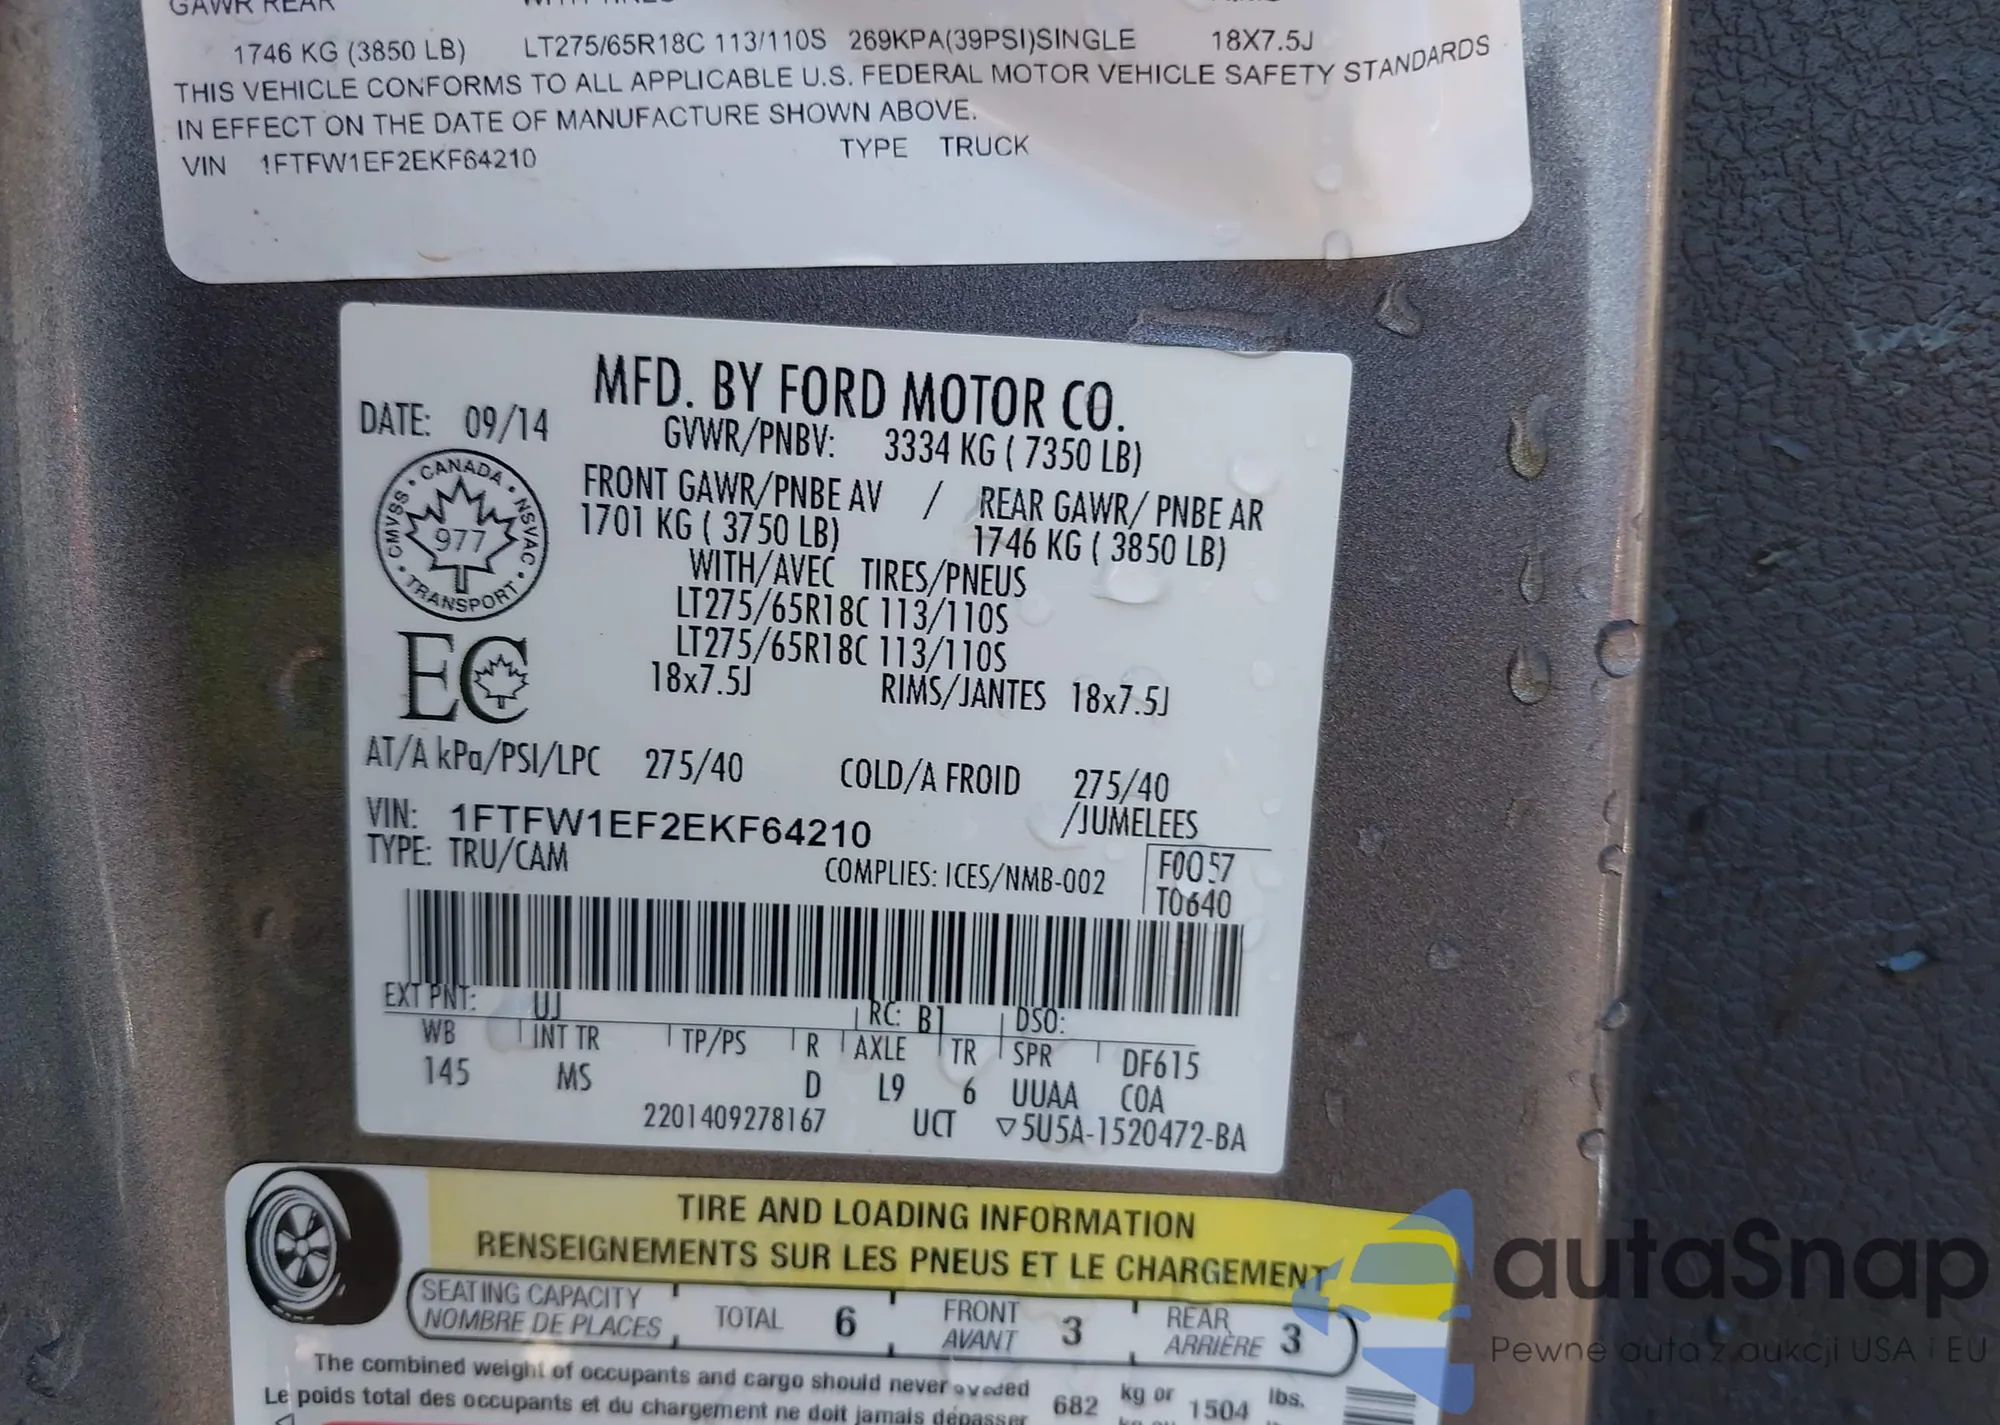 GAWR REAR
1746 KG (3850 LB) LT275/65R18C 113/110S 269KPA(39PSI)SINGLE 18X7.5J
THIS VEHICLE CONFORMS TO ALL APPLICABLE U.S. FEDERAL MOTOR VEHICLE SAFETY STANDARDS
IN EFFECT ON THE DATE OF MANUFACTURE SHOWN ABOVE.
VIN 1FTFW1EF2EKF64210 TYPE TRUCK
MFD. BY FORD MOTOR CO.
DATE: 09/14 GVWR/PNBV: 3334 KG ( 7350 LB)
FRONT GAWR/PNBE AV / REAR GAWR/ PNBE AR
1701 KG ( 3750 LB) 1746 KG ( 3850 LB)
WITH/AVEC TIRES/PNEUS
LT275/65R18C 113/110S
LT275/65R18C 113/110S
18x7.5J RIMS/JANTES 18x7.5J
CANADA · NSVAC · TRANSPORT · CMVSS
977
EC
AT/A kPa/PSI/LPC 275/40 COLD/A FROID 275/40
/JUMELEES
VIN: 1FTFW1EF2EKF64210
TYPE: TRU/CAM COMPLIES: ICES/NMB-002 F0057
T0640
EXT PNT: UJ RC: B1 DSO:
WB INT TR TP/PS R AXLE TR SPR DF615
145 MS D L9 6 UUAA COA
2201409278167 UCT ▽5U5A-1520472-BA
TIRE AND LOADING INFORMATION
RENSEIGNEMENTS SUR LES PNEUS ET LE CHARGEMENT
SEATING CAPACITY TOTAL 6 FRONT 3 REAR 3
NOMBRE DE PLACES AVANT ARRIÈRE
The combined weight of occupants and cargo should never 682 kg or 1504 lbs.
Le poids total des occupants et du chargement ne doit jamais dépasser
autaSnap
Pewne auta z aukcji USA i EU